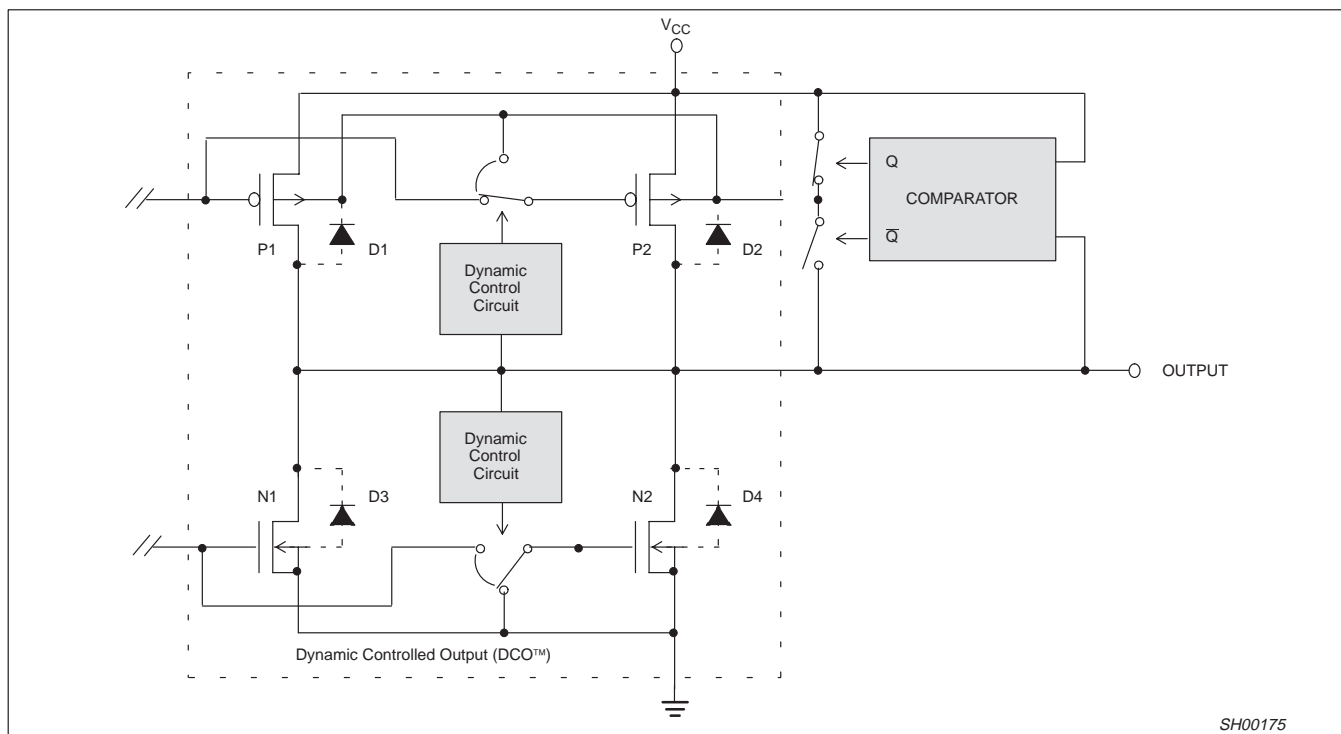 V_CC
Q
COMPARATOR
Q̅
P1
D1
P2
D2
Dynamic
Control
Circuit
OUTPUT
Dynamic
Control
Circuit
N1
D3
N2
D4
Dynamic Controlled Output (DCO™)
SH00175